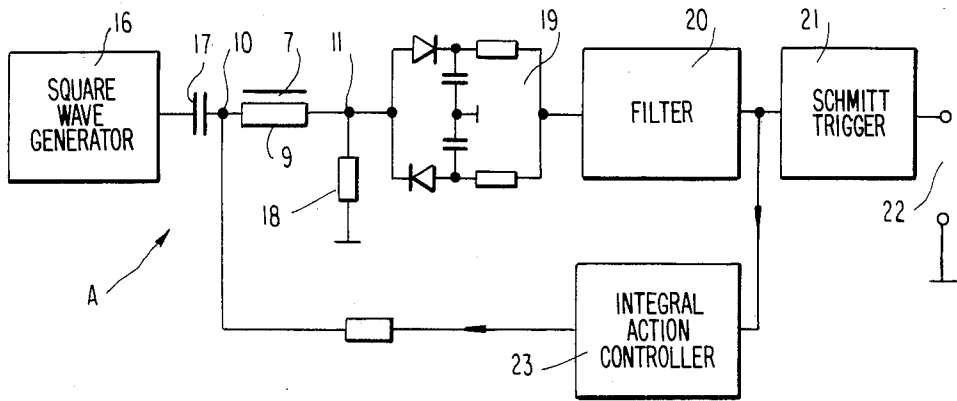 16
17
10
7
11
19
20
21
SQUARE
WAVE
GENERATOR
9
18
FILTER
SCHMITT
TRIGGER
22
A
INTEGRAL
ACTION
CONTROLLER
23